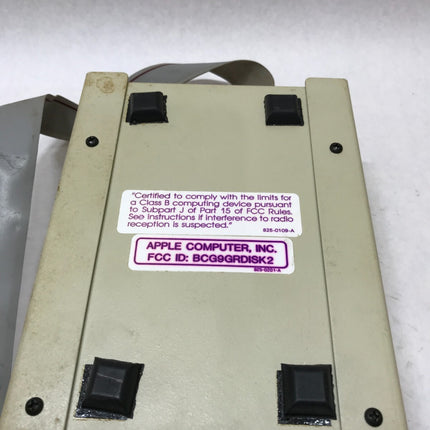 "Certified to comply with the limits for
a Class B computing device pursuant
to Subpart J of Part 15 of FCC Rules.
See instructions if interference to radio
reception is suspected."
825-0109-A
APPLE COMPUTER, INC.
FCC ID: BCG9GRDISK2
805-0201-A